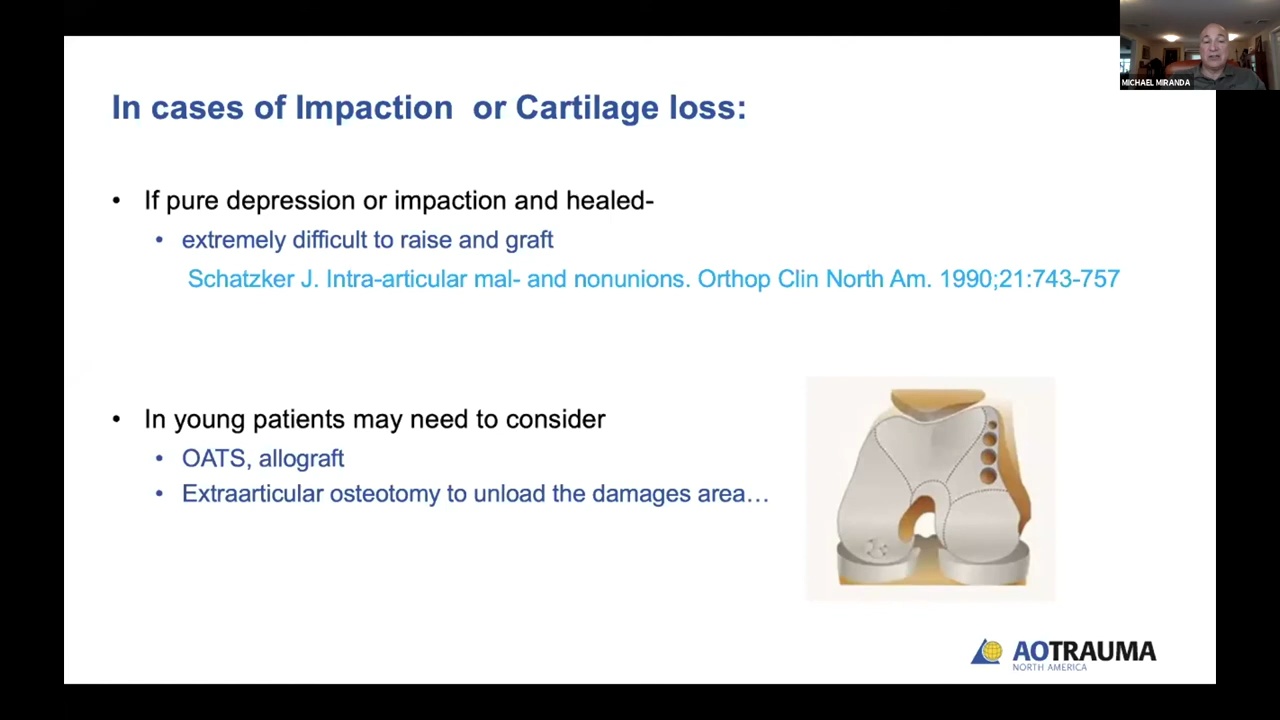 MICHAEL MIRANDA
In cases of Impaction or Cartilage loss:
• If pure depression or impaction and healed-
• extremely difficult to raise and graft
Schatzker J. Intra-articular mal- and nonunions. Orthop Clin North Am. 1990;21:743-757
• In young patients may need to consider
• OATS, allograft
• Extraarticular osteotomy to unload the damages area…
AOTRAUMA
NORTH AMERICA